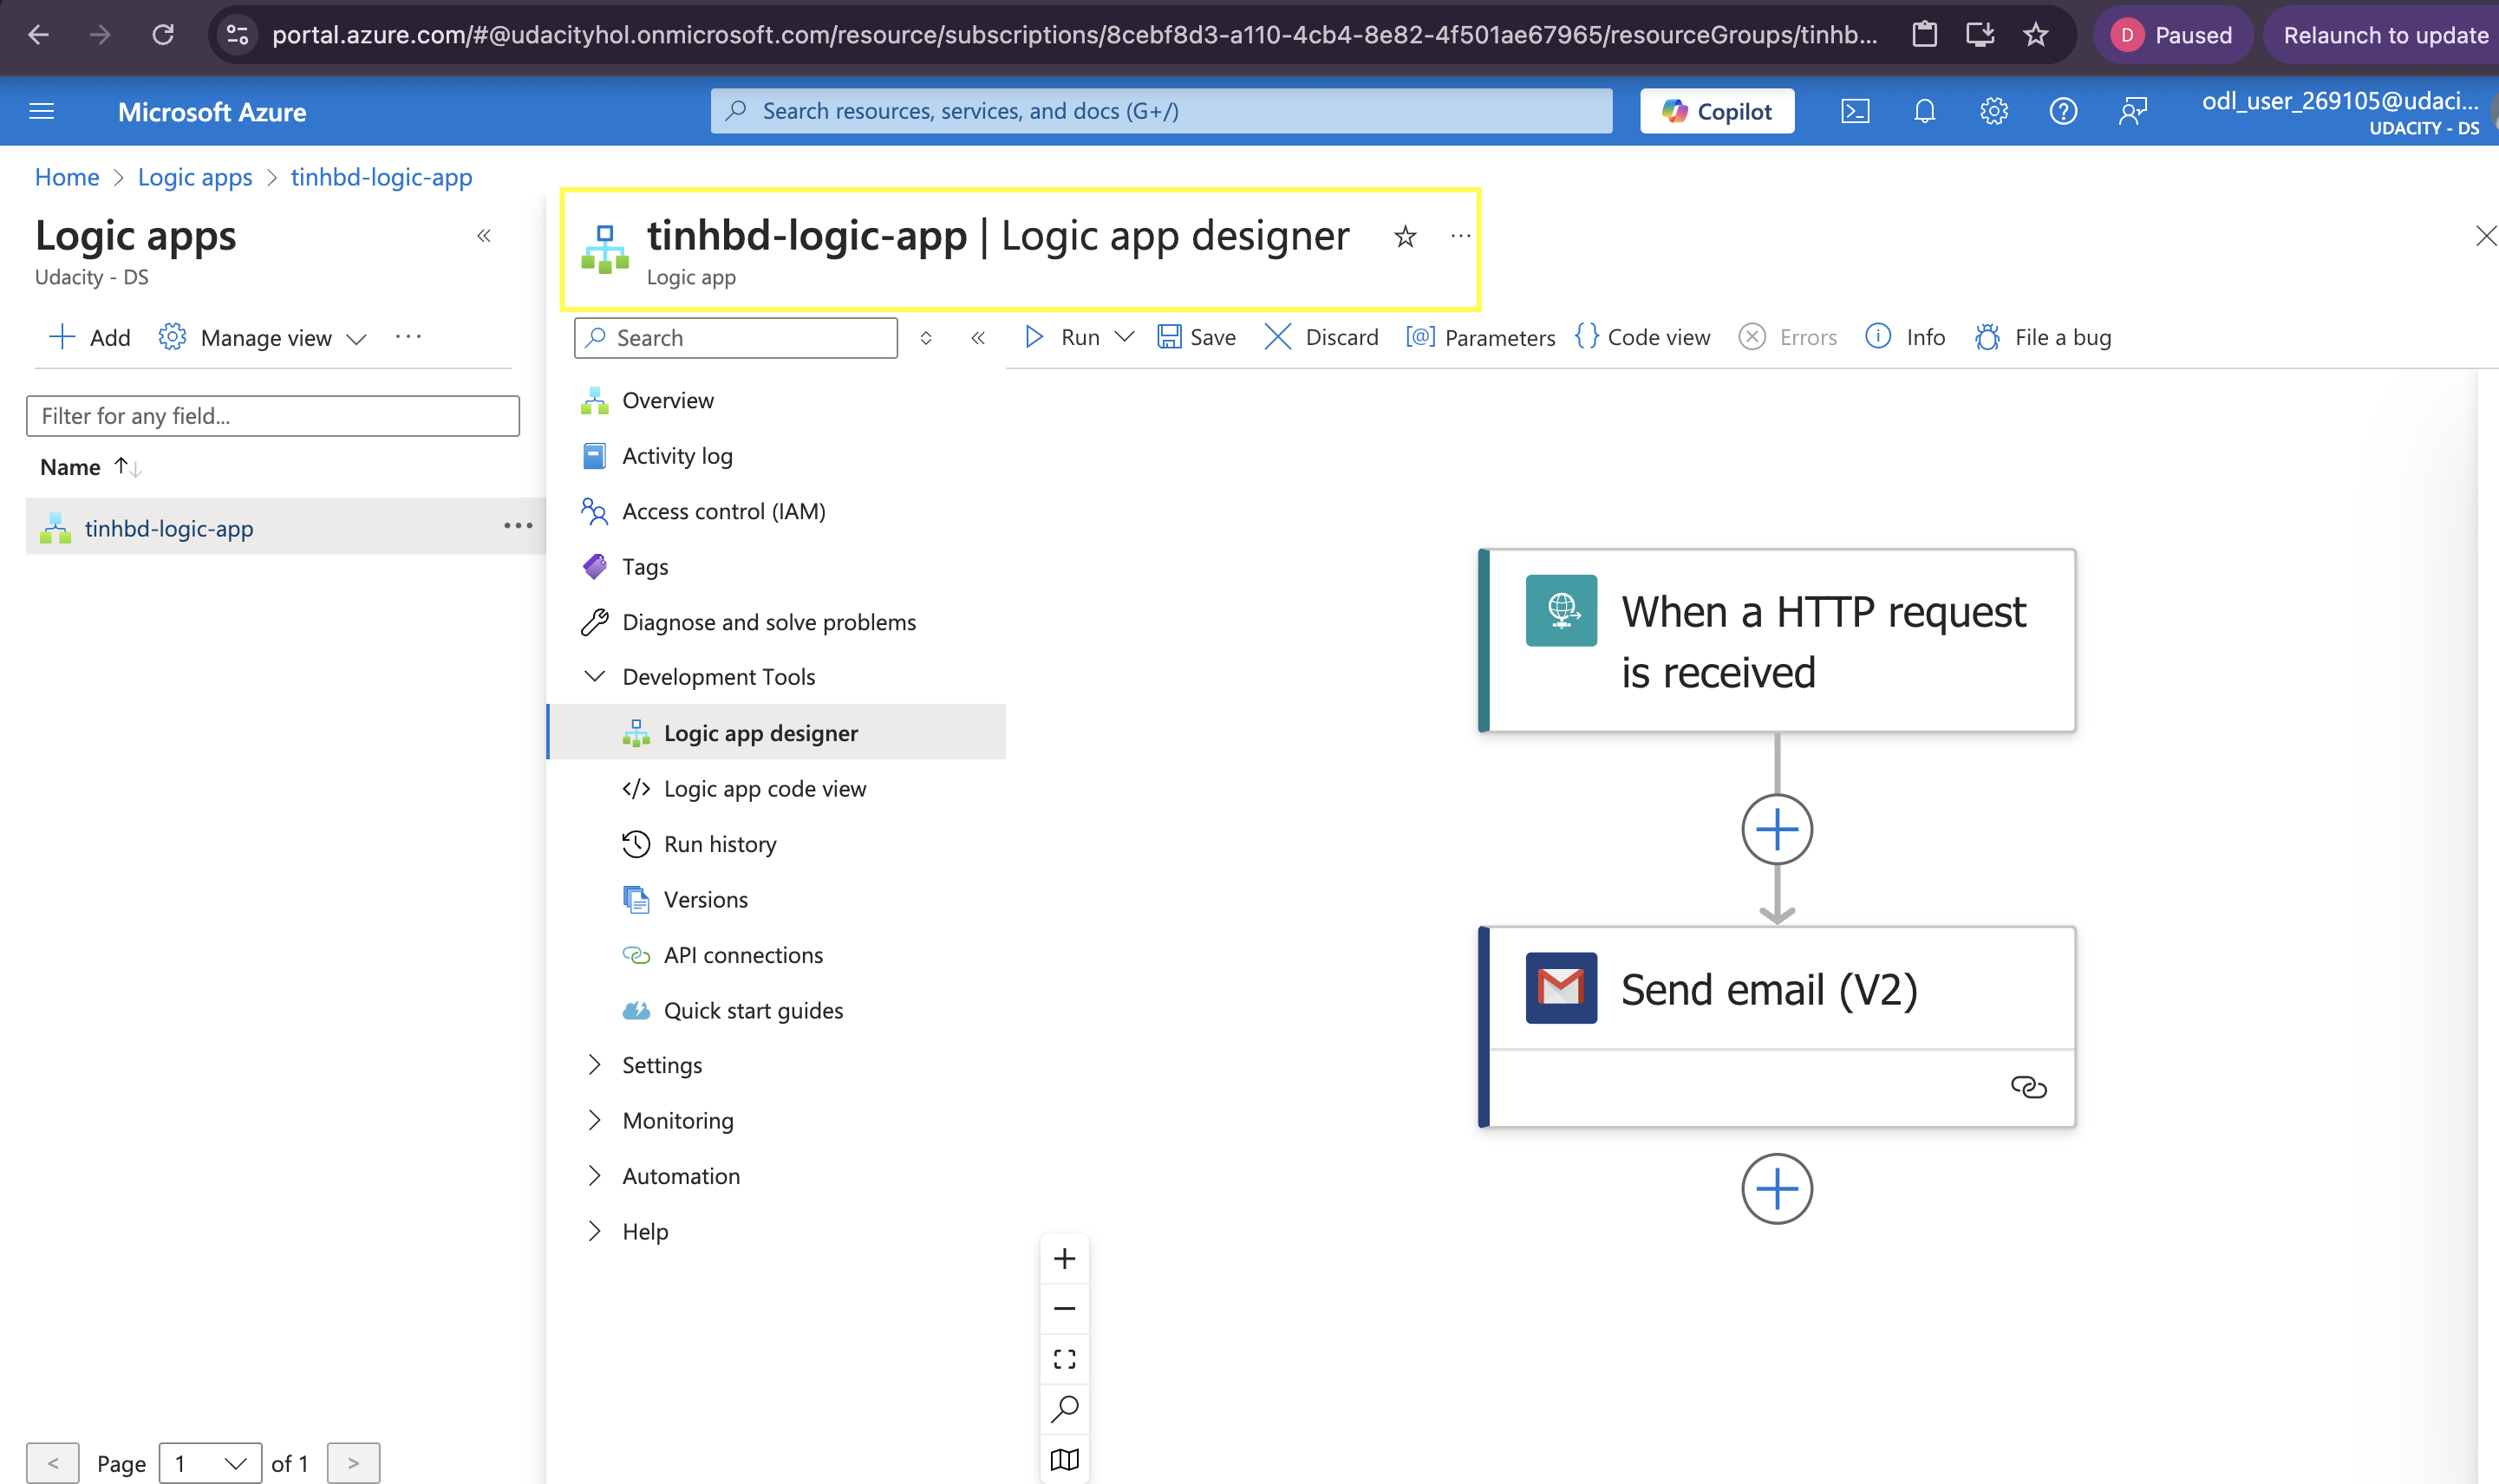 portal.azure.com/#@udacityhol.onmicrosoft.com/resource/subscriptions/8cebf8d3-a110-4cb4-8e82-4f501ae67965/resourceGroups/tinhb...
D Paused
Relaunch to update
Microsoft Azure
Search resources, services, and docs (G+/)
Copilot
odl_user_269105@udaci...
UDACITY - DS
Home > Logic apps > tinhbd-logic-app
Logic apps
Udacity - DS
Add
Manage view
Filter for any field...
Name
tinhbd-logic-app
Page 1 of 1
tinhbd-logic-app | Logic app designer
Logic app
Search
Run
Save
Discard
Parameters
Code view
Errors
Info
File a bug
Overview
Activity log
Access control (IAM)
Tags
Diagnose and solve problems
Development Tools
Logic app designer
Logic app code view
Run history
Versions
API connections
Quick start guides
Settings
Monitoring
Automation
Help
When a HTTP request
is received
Send email (V2)